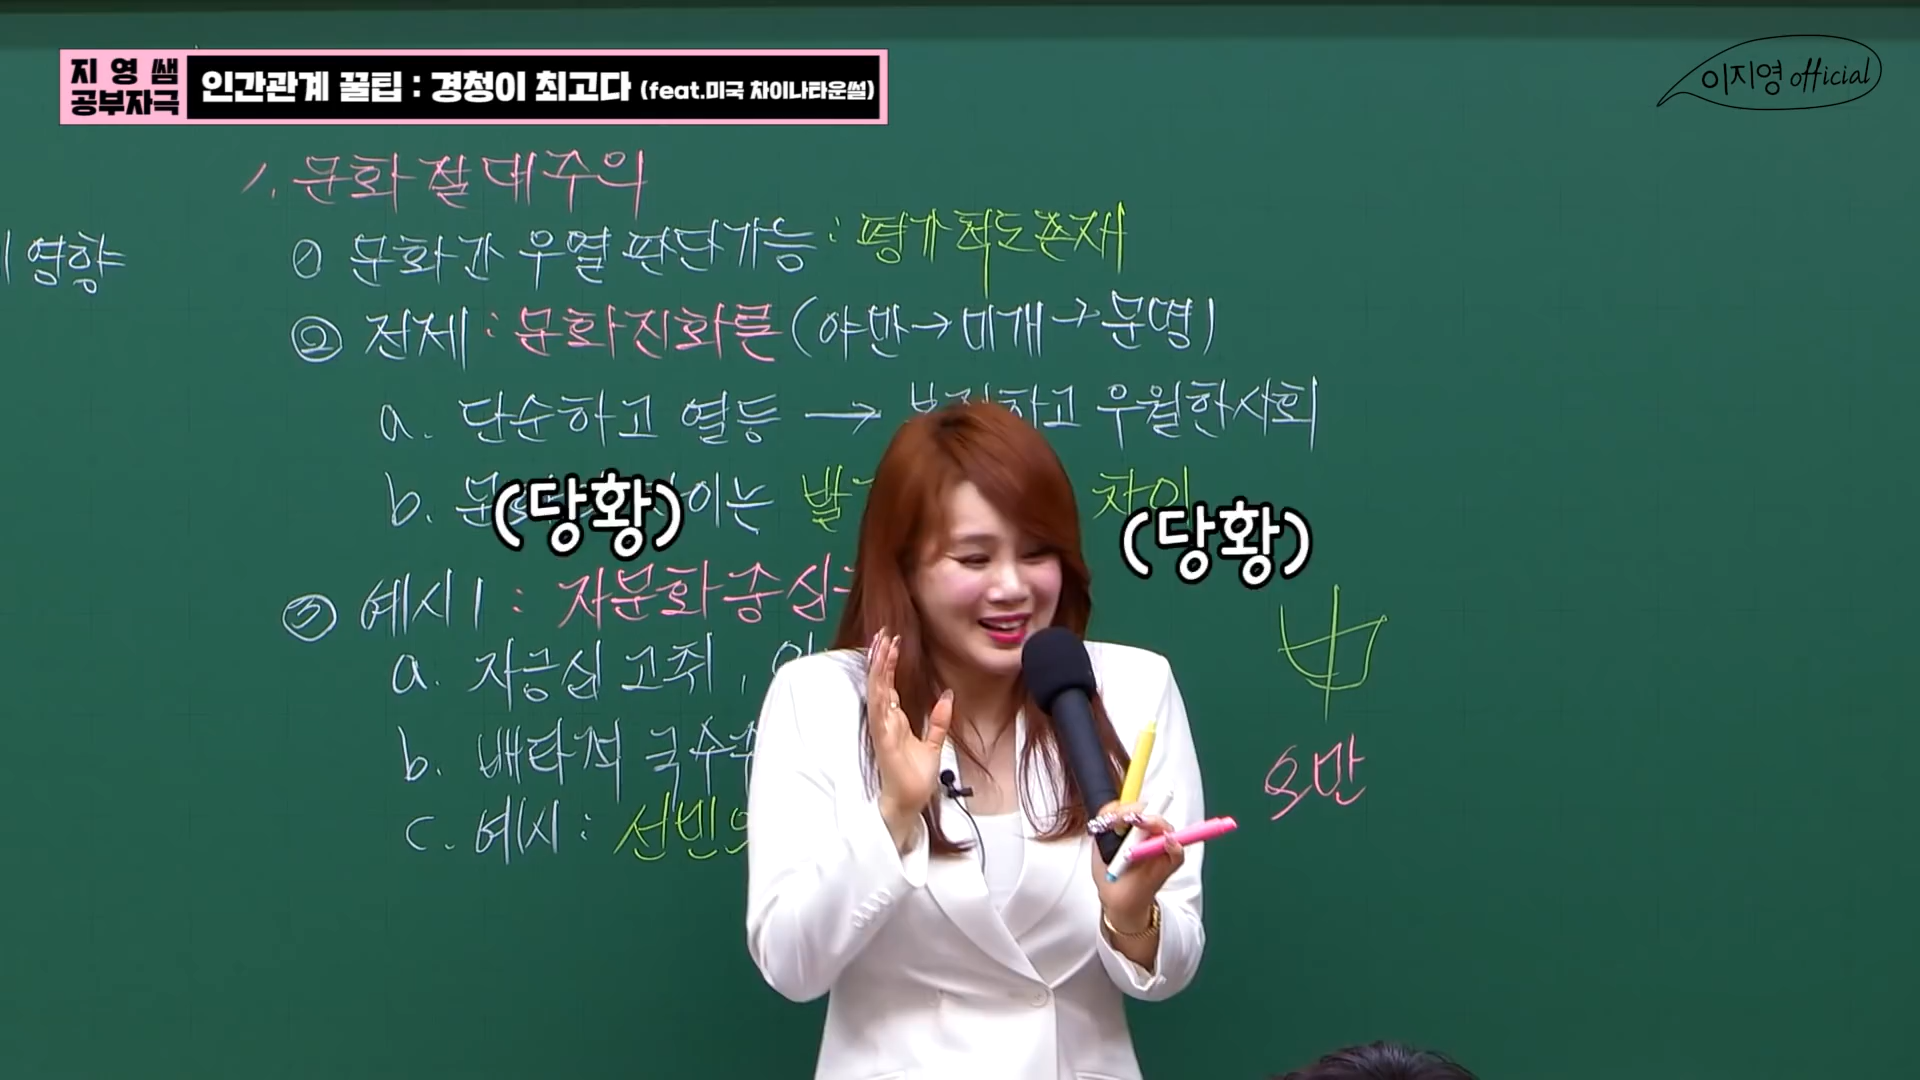 지영쌤
공부자극
인간관계 꿀팁 : 경청이 최고다 (feat.미국 차이나타운썰)
이지영 official
1. 문화절대주의
영향
① 문화간 우열 판단가능 : 평가척도존재
② 전제 : 문화진화론 (야만→미개→문명)
a. 단순하고 열등 → 하고 우월한사회
b. 이는 차이
(당황)
(당황)
③ 예시1 : 자문화중심
a. 자긍심 고취,
b. 배타적 국수
c. 예시 :
오만